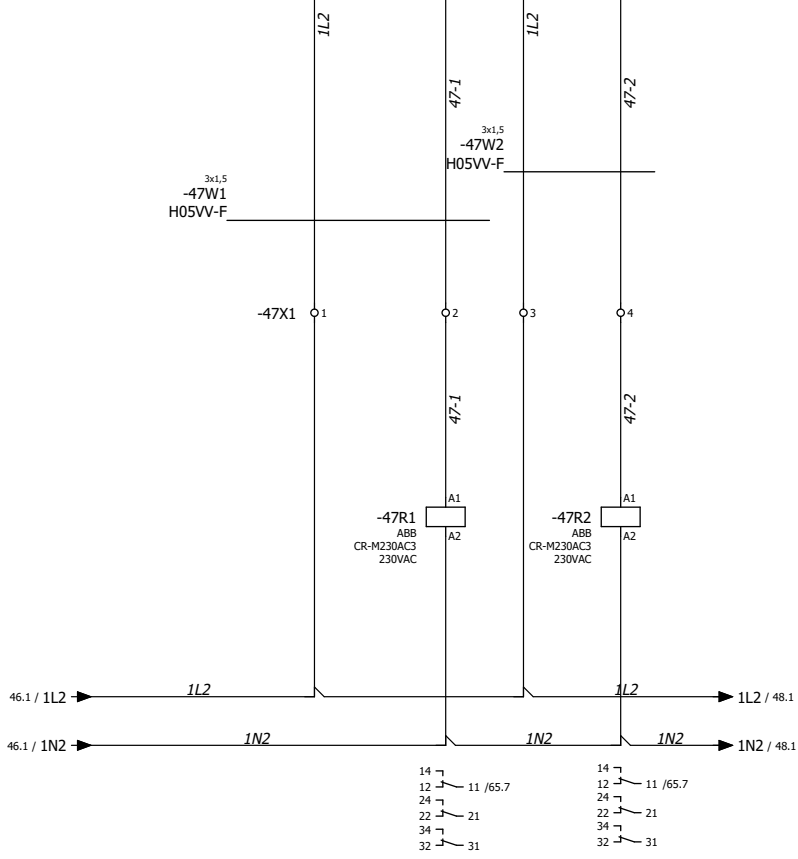 1L2
1L2
47-1
47-2
3x1,5
-47W2
H05VV-F
3x1,5
-47W1
H05VV-F
-47X1 1 2 3 4
47-1
47-2
A1
-47R1
ABB
A2
CR-M230AC3
230VAC
A1
-47R2
ABB
A2
CR-M230AC3
230VAC
46.1 / 1L2 1L2 1L2 1L2 / 48.1
46.1 / 1N2 1N2 1N2 1N2 1N2 / 48.1
14
12 11 /65.7
24
22 21
34
32 31
14
12 11 /65.7
24
22 21
34
32 31